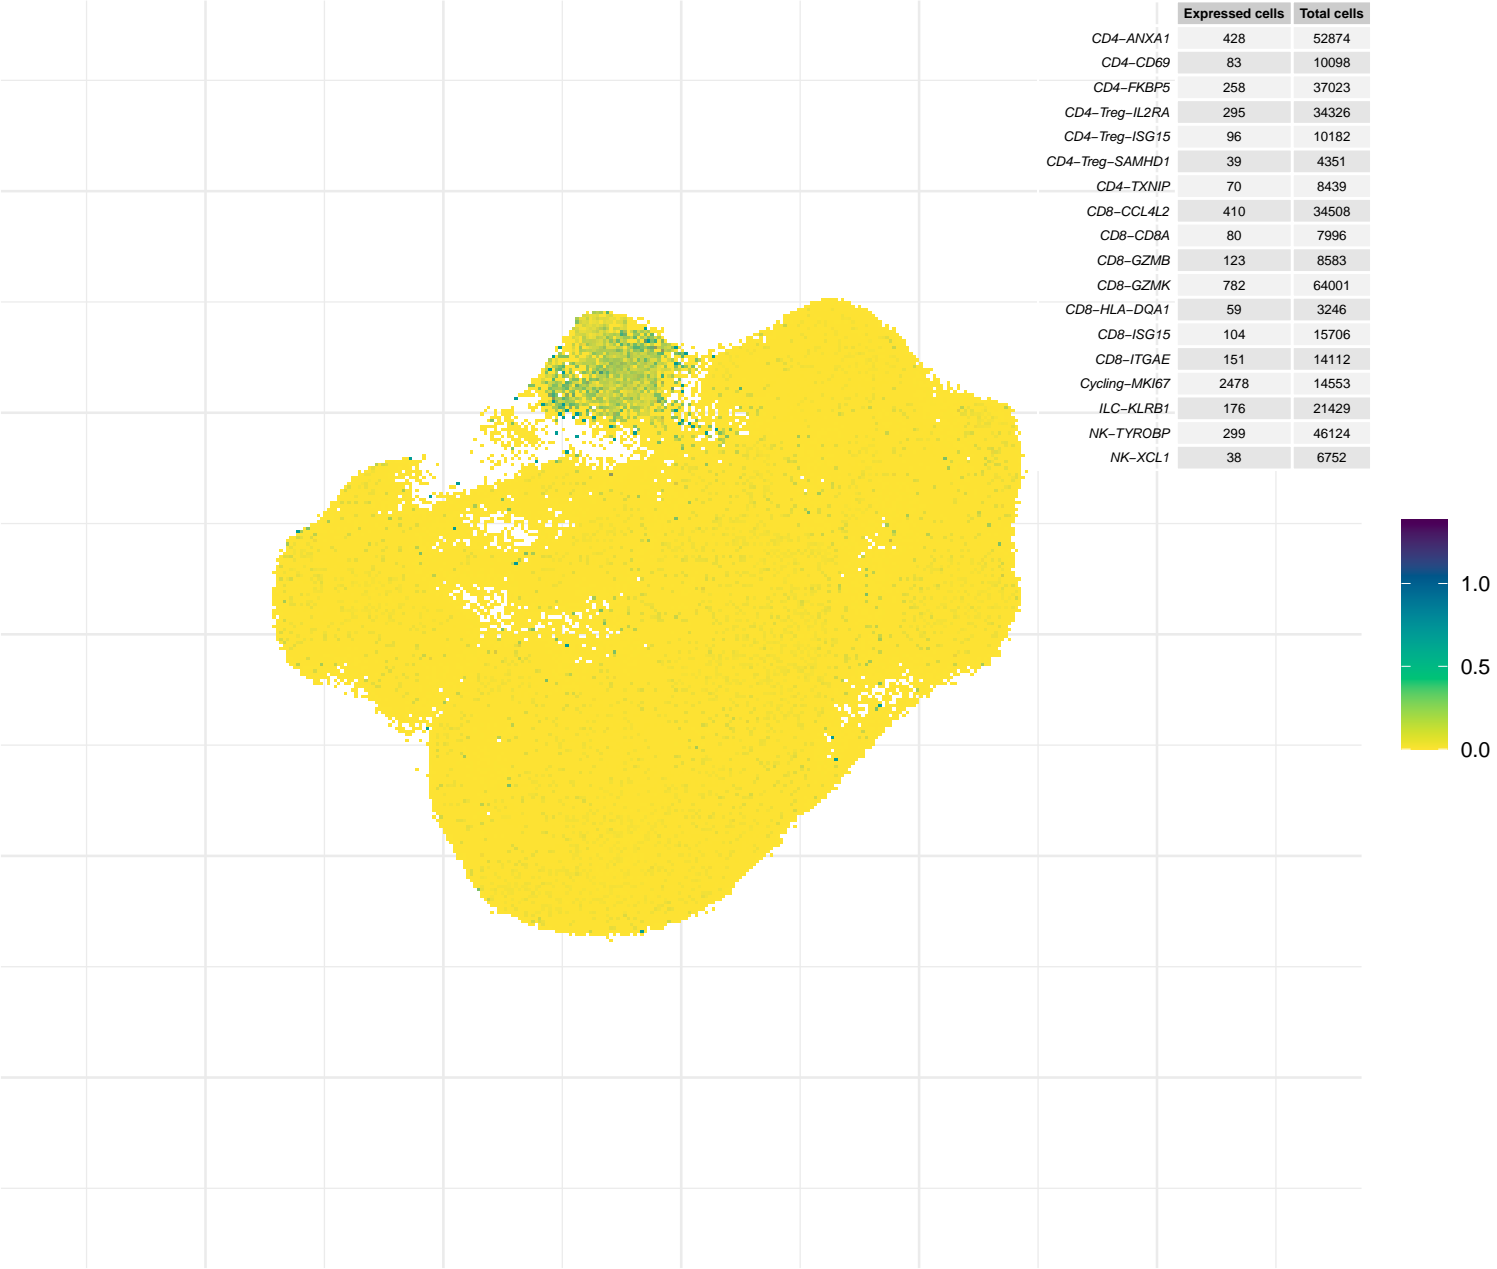 Expressed cells Total cells
CD4−ANXA1 428 52874
CD4−CD69 83 10098
CD4−FKBP5 258 37023
CD4−Treg−IL2RA 295 34326
CD4−Treg−ISG15 96 10182
CD4−Treg−SAMHD1 39 4351
CD4−TXNIP 70 8439
CD8−CCL4L2 410 34508
CD8−CD8A 80 7996
CD8−GZMB 123 8583
CD8−GZMK 782 64001
CD8−HLA−DQA1 59 3246
CD8−ISG15 104 15706
CD8−ITGAE 151 14112
Cycling−MKI67 2478 14553
ILC−KLRB1 176 21429
NK−TYROBP 299 46124
NK−XCL1 38 6752
1.0
0.5
0.0